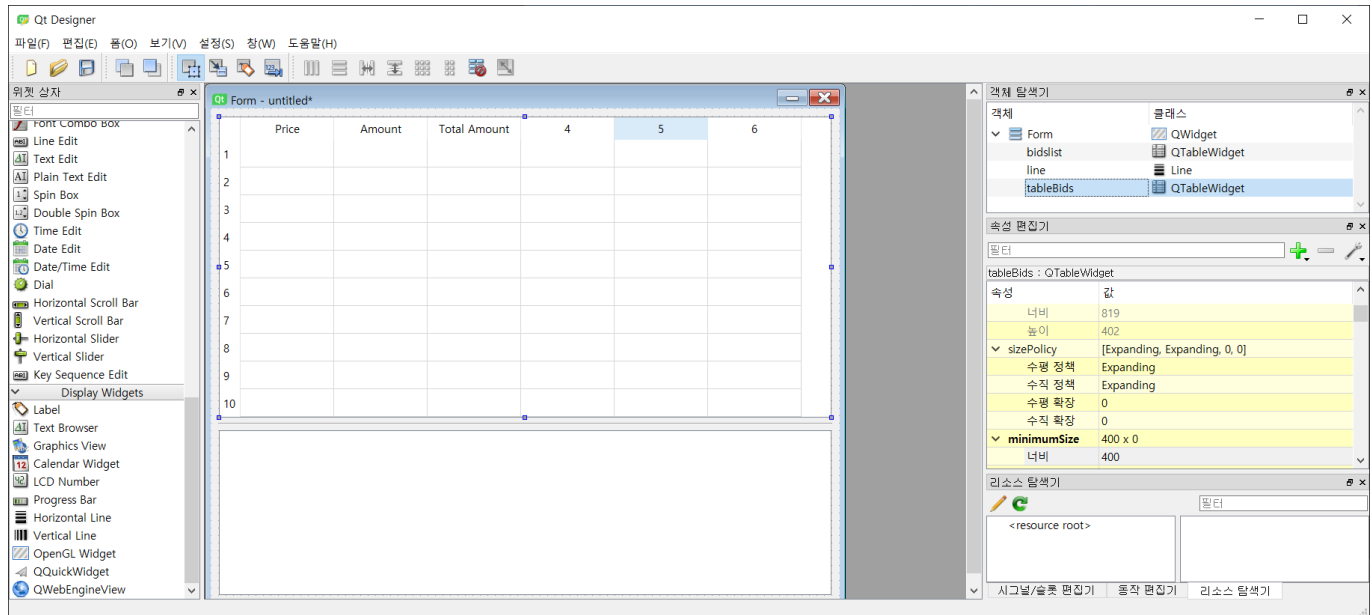 Qt Designer
파일(F) 편집(E) 폼(O) 보기(V) 설정(S) 창(W) 도움말(H)
위젯 상자
필터
Font Combo Box
Line Edit
Text Edit
Plain Text Edit
Spin Box
Double Spin Box
Time Edit
Date Edit
Date/Time Edit
Dial
Horizontal Scroll Bar
Vertical Scroll Bar
Horizontal Slider
Vertical Slider
Key Sequence Edit
Display Widgets
Label
Text Browser
Graphics View
Calendar Widget
LCD Number
Progress Bar
Horizontal Line
Vertical Line
OpenGL Widget
QQuickWidget
QWebEngineView
Form - untitled*
Price Amount Total Amount 4 5 6
1
2
3
4
5
6
7
8
9
10
객체 탐색기
객체 클래스
Form QWidget
bidslist QTableWidget
line Line
tableBids QTableWidget
속성 편집기
필터
tableBids : QTableWidget
속성 값
너비 819
높이 402
sizePolicy [Expanding, Expanding, 0, 0]
수평 정책 Expanding
수직 정책 Expanding
수평 확장 0
수직 확장 0
minimumSize 400 x 0
너비 400
리소스 탐색기
필터
<resource root>
시그널/슬롯 편집기 동작 편집기 리소스 탐색기